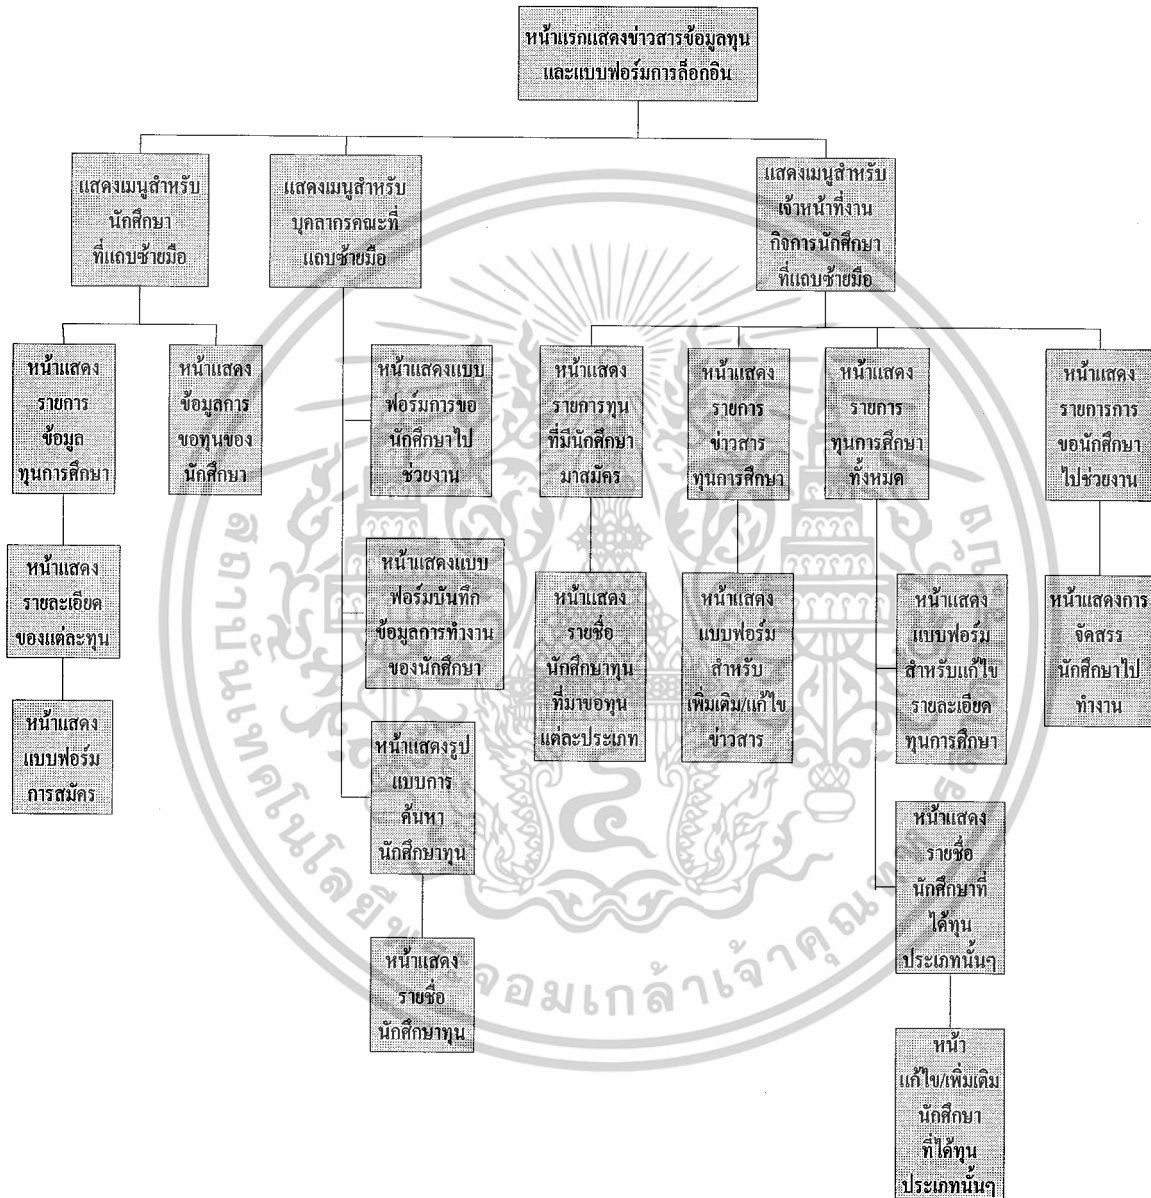 หน้าแรกแสดงข่าวสารข้อมูลทุน
และแบบฟอร์มการล็อกอิน
แสดงเมนูสำหรับ
นักศึกษา
ที่แถบซ้ายมือ
แสดงเมนูสำหรับ
บุคลากรคณะที่
แถบซ้ายมือ
แสดงเมนูสำหรับ
เจ้าหน้าที่งาน
กิจการนักศึกษา
ที่แถบซ้ายมือ
หน้าแสดง
รายการ
ข้อมูล
ทุนการศึกษา
หน้าแสดง
ข้อมูลการ
ขอทุนของ
นักศึกษา
หน้าแสดงแบบ
ฟอร์มการขอ
นักศึกษาไป
ช่วยงาน
หน้าแสดง
รายการทุน
ที่มีนักศึกษา
มาสมัคร
หน้าแสดง
รายการ
ข่าวสาร
ทุนการศึกษา
หน้าแสดง
รายการ
ทุนการศึกษา
ทั้งหมด
หน้าแสดง
รายการการ
ขอนักศึกษา
ไปช่วยงาน
หน้าแสดง
รายละเอียด
ของแต่ละทุน
หน้าแสดงแบบ
ฟอร์มบันทึก
ข้อมูลการทำงาน
ของนักศึกษา
หน้าแสดง
รายชื่อ
นักศึกษาทุน
ที่มาขอทุน
แต่ละประเภท
หน้าแสดง
แบบฟอร์ม
สำหรับ
เพิ่มเติม/แก้ไข
ข่าวสาร
หน้าแสดง
แบบฟอร์ม
สำหรับแก้ไข
รายละเอียด
ทุนการศึกษา
หน้าแสดงการ
จัดสรร
นักศึกษาไป
ทำงาน
หน้าแสดง
แบบฟอร์ม
การสมัคร
หน้าแสดงรูป
แบบการ
ค้นหา
นักศึกษาทุน
หน้าแสดง
รายชื่อ
นักศึกษาที่
ได้ทุน
ประเภทนั้นๆ
หน้าแสดง
รายชื่อ
นักศึกษาทุน
หน้า
แก้ไข/เพิ่มเติม
นักศึกษา
ที่ได้ทุน
ประเภทนั้นๆ